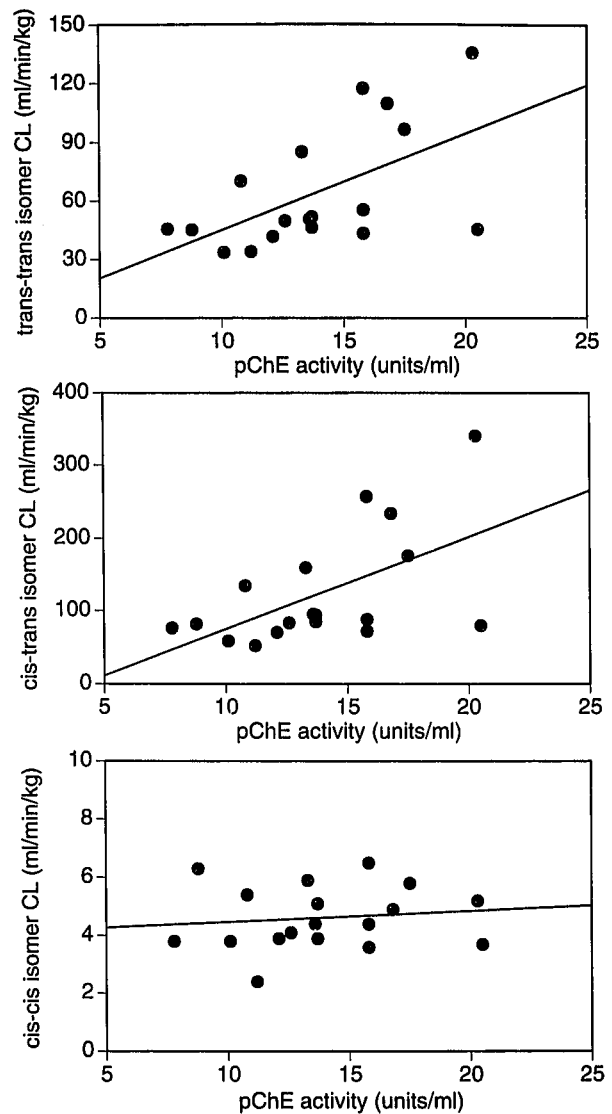 trans-trans isomer CL (ml/min/kg)
150
120
90
60
30
0
5 10 15 20 25
pChE activity (units/ml)
cis-trans isomer CL (ml/min/kg)
400
300
200
100
0
5 10 15 20 25
pChE activity (units/ml)
cis-cis isomer CL (ml/min/kg)
10
8
6
4
2
0
5 10 15 20 25
pChE activity (units/ml)